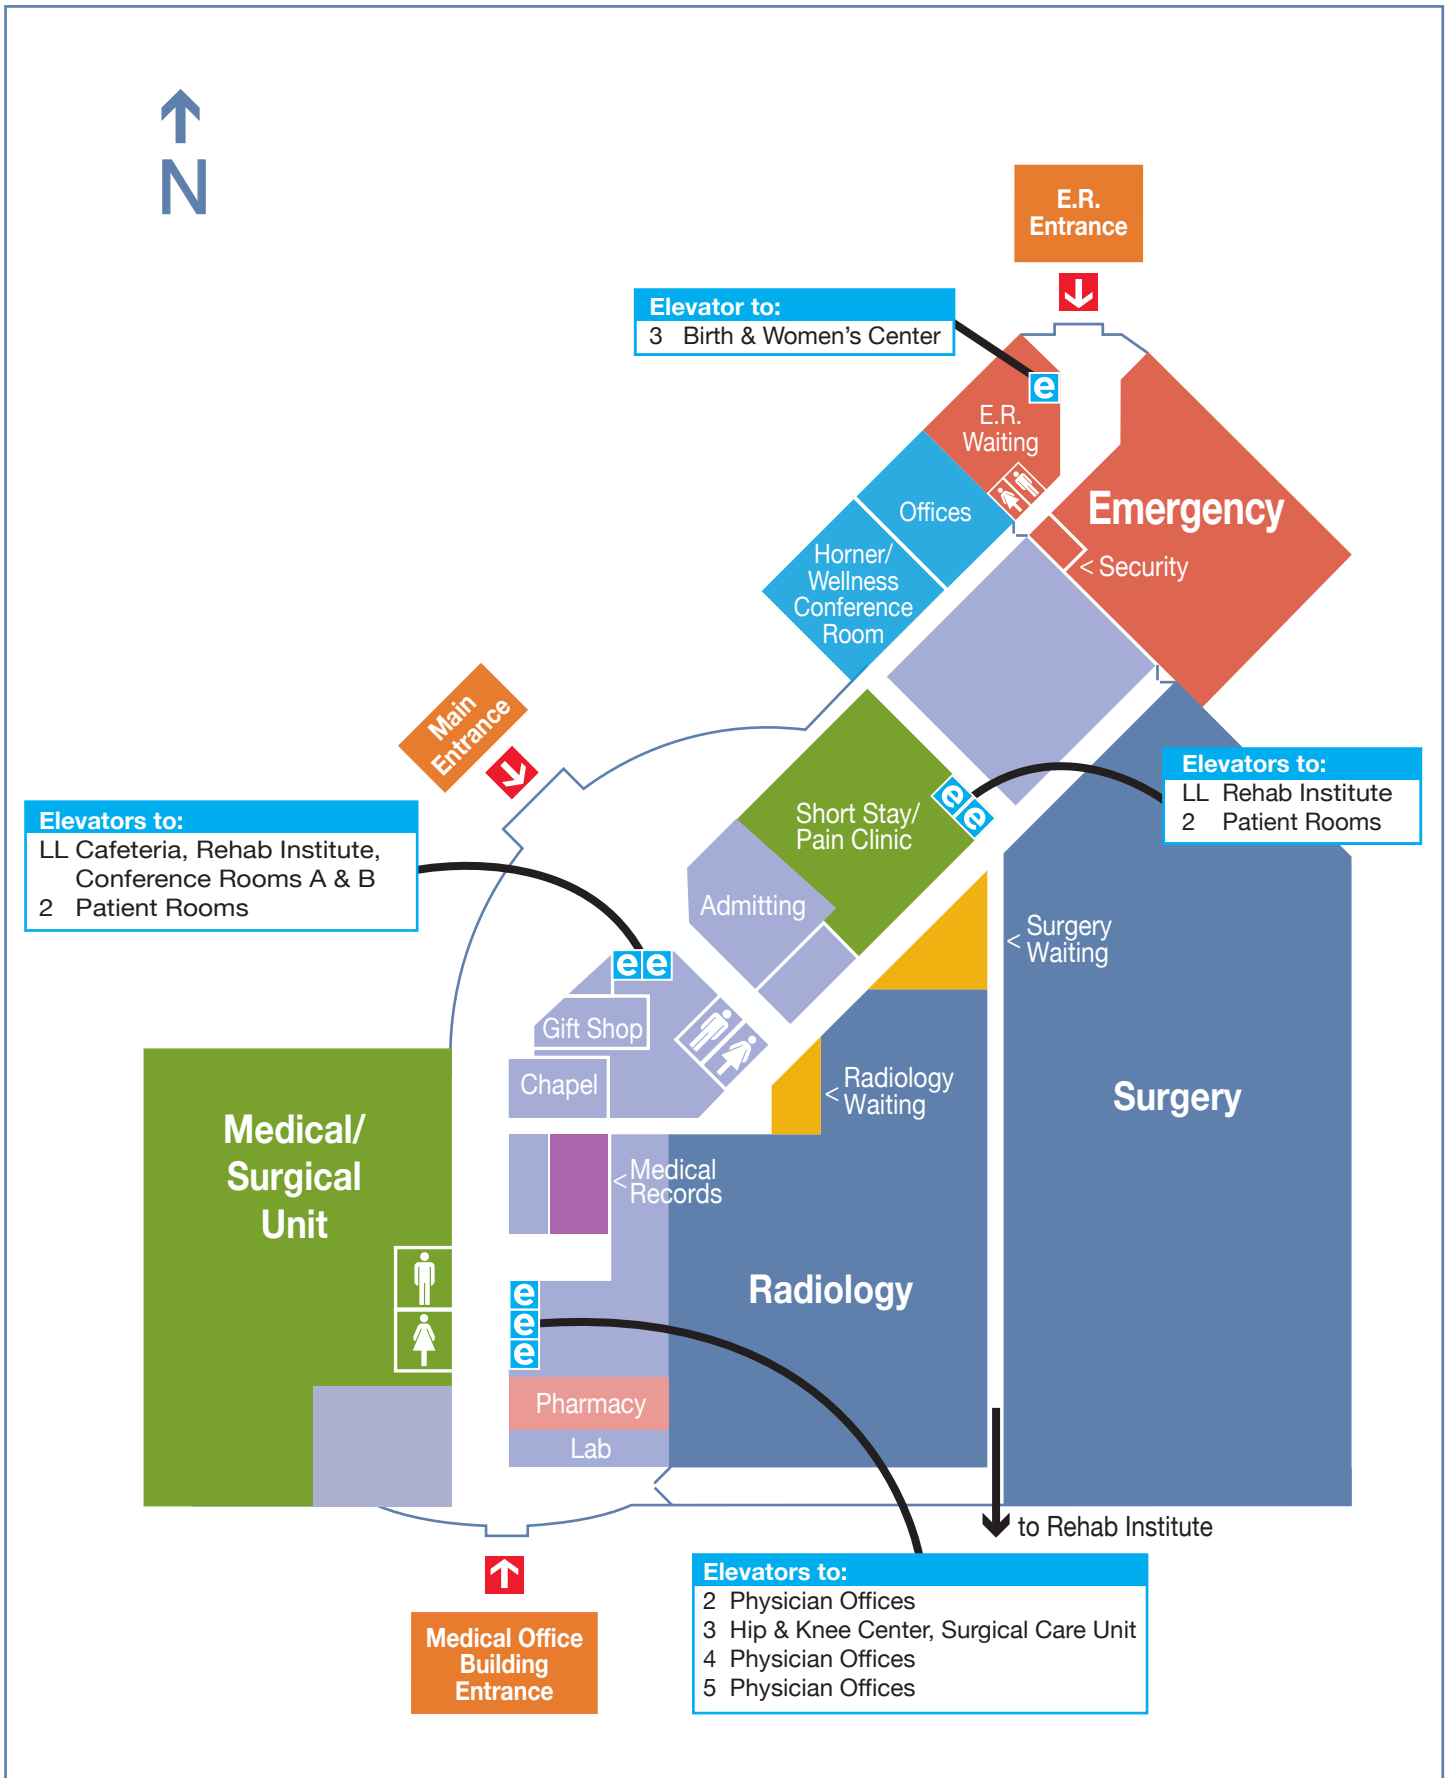 N
E.R.
Entrance
Elevator to:
3 Birth & Women's Center
e
E.R.
Waiting
Offices
Emergency
< Security
Horner/
Wellness
Conference
Room
Main
Entrance
Elevators to:
LL Rehab Institute
2 Patient Rooms
Elevators to:
LL Cafeteria, Rehab Institute,
Conference Rooms A & B
2 Patient Rooms
e e
Short Stay/
Pain Clinic
Admitting
< Surgery
Waiting
e e
Gift Shop
Chapel
< Radiology
Waiting
Surgery
Medical/
Surgical
Unit
< Medical
Records
Radiology
e
e
e
Pharmacy
Lab
to Rehab Institute
Elevators to:
2 Physician Offices
3 Hip & Knee Center, Surgical Care Unit
4 Physician Offices
5 Physician Offices
Medical Office
Building
Entrance